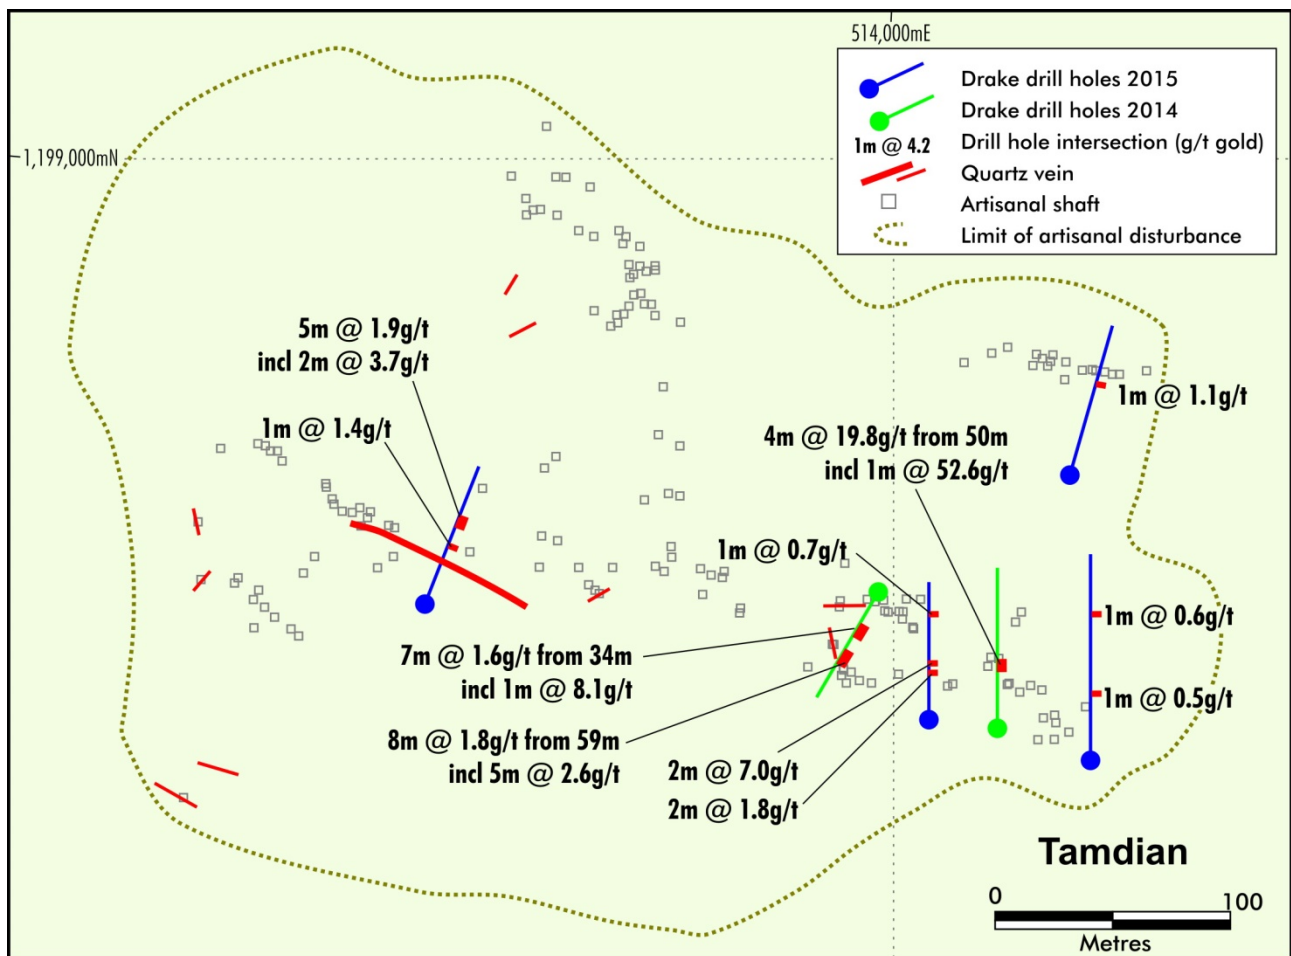 514,000mE
Drake drill holes 2015
Drake drill holes 2014
1m @ 4.2 Drill hole intersection (g/t gold)
Quartz vein
Artisanal shaft
Limit of artisanal disturbance
1,199,000mN
5m @ 1.9g/t
incl 2m @ 3.7g/t
1m @ 1.4g/t
1m @ 1.1g/t
4m @ 19.8g/t from 50m
incl 1m @ 52.6g/t
1m @ 0.7g/t
1m @ 0.6g/t
7m @ 1.6g/t from 34m
incl 1m @ 8.1g/t
1m @ 0.5g/t
8m @ 1.8g/t from 59m
incl 5m @ 2.6g/t
2m @ 7.0g/t
2m @ 1.8g/t
Tamdian
0 100
Metres